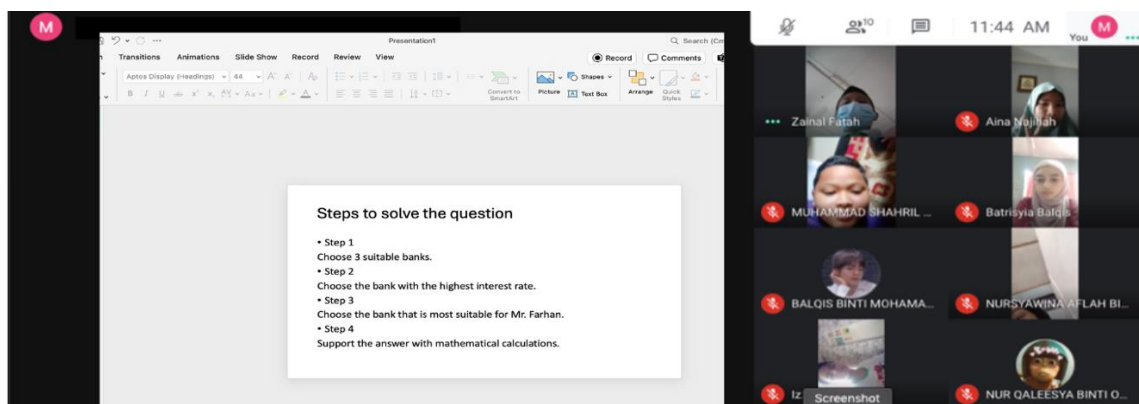 M
Presentation1
Search (Cm
Transitions Animations Slide Show Record Review View
Record Comments
Aptos Display (Headings) 44
Convert to SmartArt
Picture
Shapes
Text Box
Arrange
Quick Styles
Steps to solve the question
• Step 1
Choose 3 suitable banks.
• Step 2
Choose the bank with the highest interest rate.
• Step 3
Choose the bank that is most suitable for Mr. Farhan.
• Step 4
Support the answer with mathematical calculations.
10
11:44 AM
You M
Zainal Fatah
Aina Najihah
MUHAMMAD SHAHRIL ...
Batrisyia Balqis
BALQIS BINTI MOHAMA...
NURSYAWINA AFLAH BI...
Iz
Screenshot
NUR QALEESYA BINTI O...